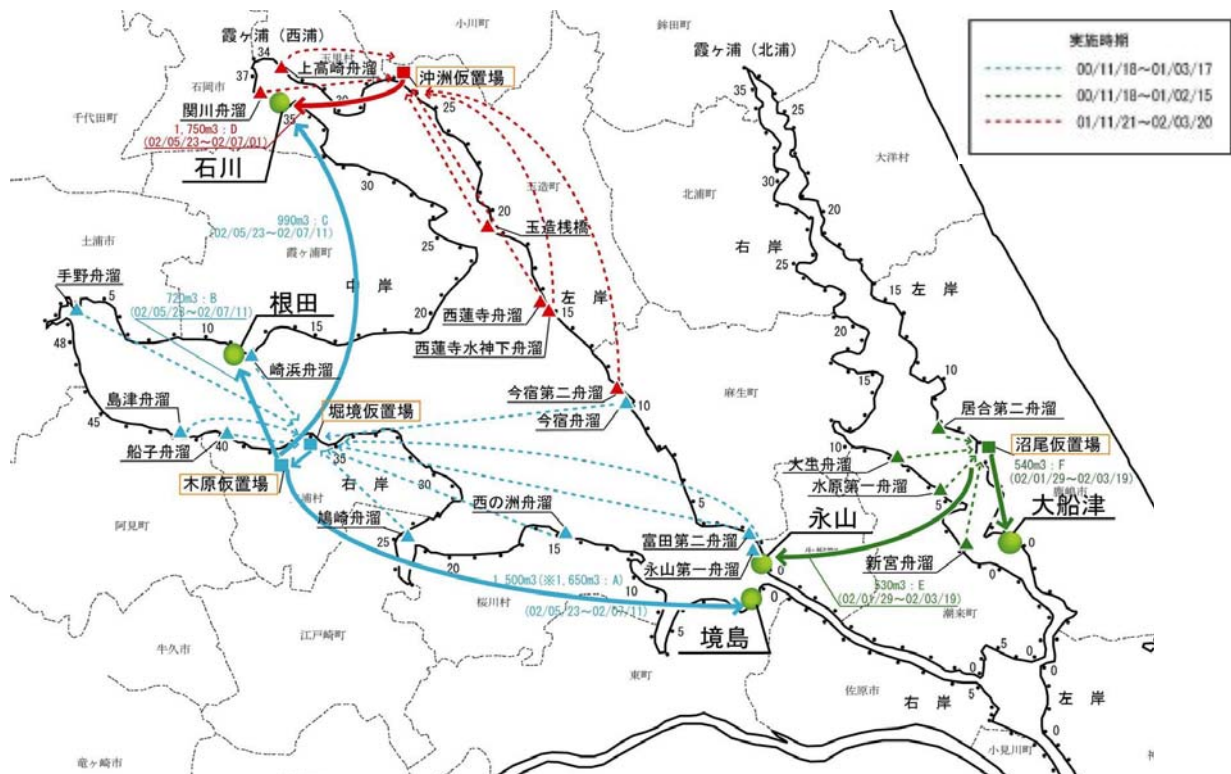 小川町
鉾田町
実施時期
00/11/18～01/03/17
00/11/18～01/02/15
01/11/21～02/03/20
霞ヶ浦（西浦）
34
玉里村
37
上高崎舟溜
沖洲仮置場
石岡市
30
25
関川舟溜
35
千代田町
1,750m3：D
(02/05/23～02/07/01)
石川
霞ヶ浦（北浦）
35
大洋村
30
右岸
25
20
左岸
15
北浦町
30
玉造町
20
玉造桟橋
990m3：C
(02/05/23～02/07/11)
霞ヶ浦町
25
土浦市
手野舟溜
5
中岸
720m3：B
(02/05/23～02/07/11)
根田
10
15
20
48
崎浜舟溜
西蓮寺舟溜
左岸
15
西蓮寺水神下舟溜
20
15
10
島津舟溜
45
船子舟溜
40
堀境仮置場
今宿第二舟溜
10
今宿舟溜
麻生町
居合第二舟溜
大生舟溜
沼尾仮置場
水原第一舟溜
540m3：F
(02/01/29～02/03/19)
鹿嶋市
木原仮置場
35
右岸
30
阿見町
鳩崎舟溜
25
西の洲舟溜
15
5
永山
富田第二舟溜
永山第一舟溜
0
大船津
0
新宮舟溜
0
20
1,500m3(※1,650m3：A)
(02/05/23～02/07/11)
桜川村
10
0
530m3：E
(02/01/29～02/03/19)
潮来町
江戸崎町
5
境島
牛久市
東町
5
0
0
5
0
0
佐原市
右岸
左岸
小見川町
竜ヶ崎市